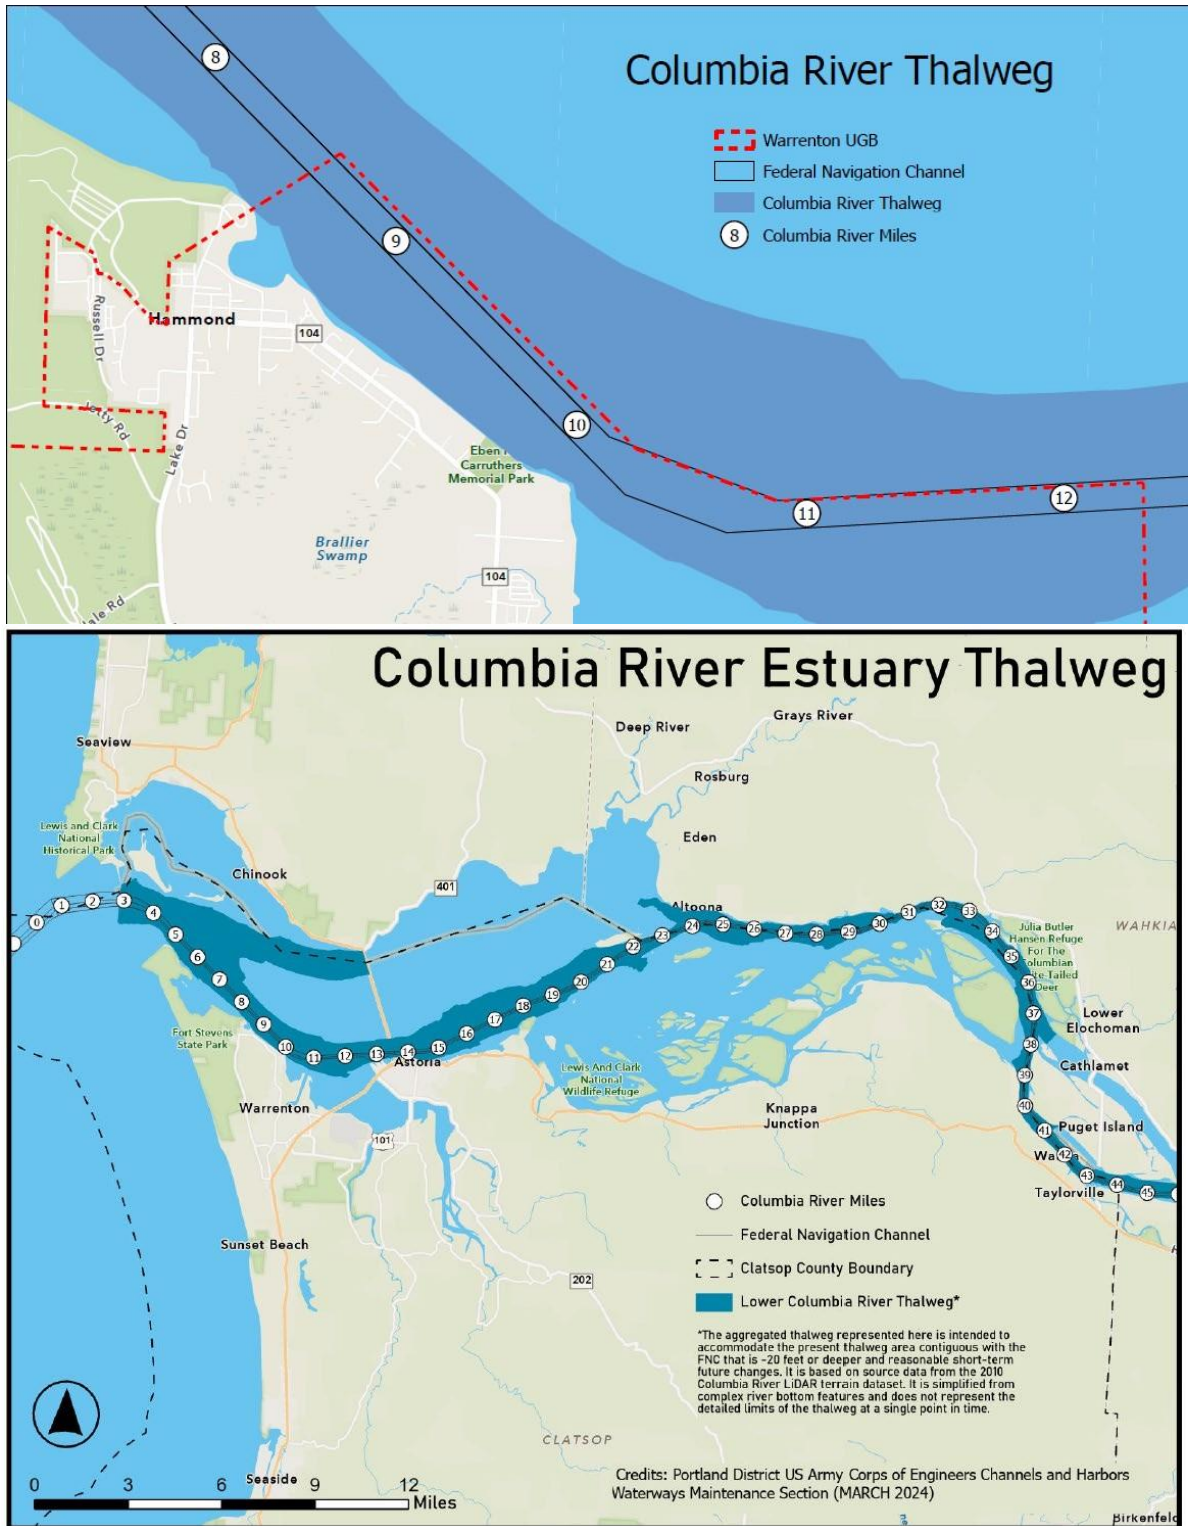 Columbia River Thalweg
Warrenton UGB
Federal Navigation Channel
Columbia River Thalweg
8 Columbia River Miles
8
9
10
11
12
Russell Dr
Hammond
104
Jetty Rd
Lake Dr
Carruthers
Memorial Park
Brallier
Swamp
104
Rd
Columbia River Estuary Thalweg
Grays River
Deep River
Seaview
Rosburg
Lewis and Clark
National
Historical Park
Eden
Chinook
401
Altoona
WAHKIA
Julia Butler
Hansen Refuge
For The
Columbian
Deer
0
1
2
3
4
5
6
7
8
9
10
11
12
13
14
15
16
17
18
19
20
21
22
23
24
25
26
27
28
29
30
31
32
33
34
35
36
37
38
39
40
41
42
43
44
45
Lower
Elochoman
Fort Stevens
State Park
Astoria
Cathlamet
Lewis And Clark
National
Wildlife Refuge
Warrenton
Knappa
Junction
101
Puget Island
Taylorville
Sunset Beach
202
Columbia River Miles
Federal Navigation Channel
Clatsop County Boundary
Lower Columbia River Thalweg*
*The aggregated thalweg represented here is intended to
accommodate the present thalweg area contiguous with the
FNC that is -20 feet or deeper and reasonable short-term
future changes. It is based on source data from the 2010
Columbia River LiDAR terrain dataset. It is simplified from
complex river bottom features and does not represent the
detailed limits of the thalweg at a single point in time.
CLATSOP
Seaside
0 3 6 9 12
Miles
Credits: Portland District US Army Corps of Engineers Channels and Harbors
Waterways Maintenance Section (MARCH 2024)
Birkenfeld